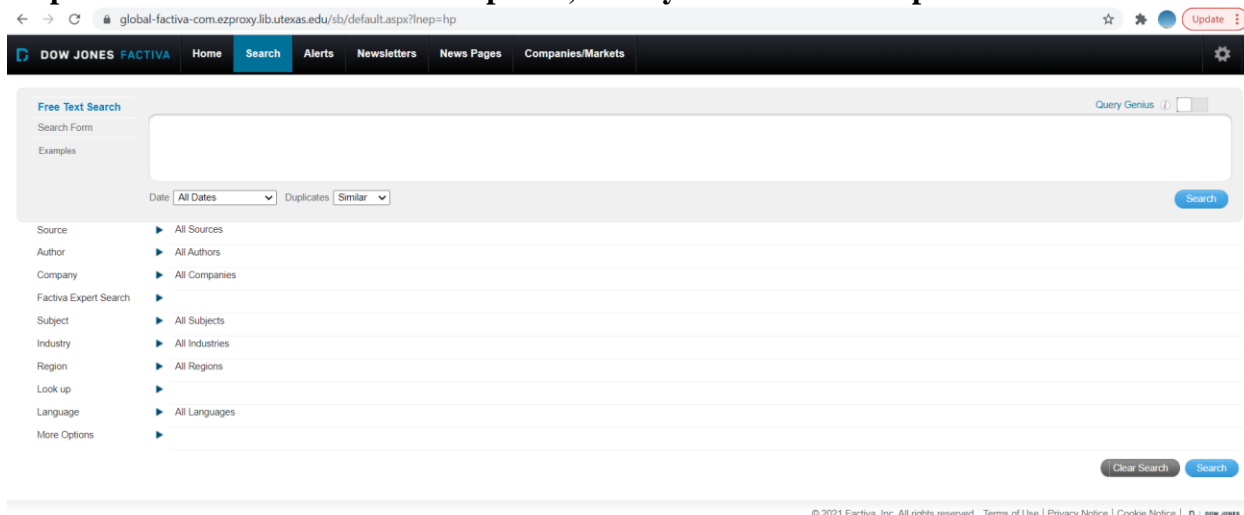 global-factiva-com.ezproxy.lib.utexas.edu/sb/default.aspx?lnep=hp
Update
DOW JONES FACTIVA Home Search Alerts Newsletters News Pages Companies/Markets
Free Text Search
Query Genius
Search Form
Examples
Date All Dates Duplicates Similar
Search
Source All Sources
Author All Authors
Company All Companies
Factiva Expert Search
Subject All Subjects
Industry All Industries
Region All Regions
Look up
Language All Languages
More Options
Clear Search Search
© 2021 Factiva, Inc. All rights reserved. Terms of Use | Privacy Notice | Cookie Notice | DOW JONES